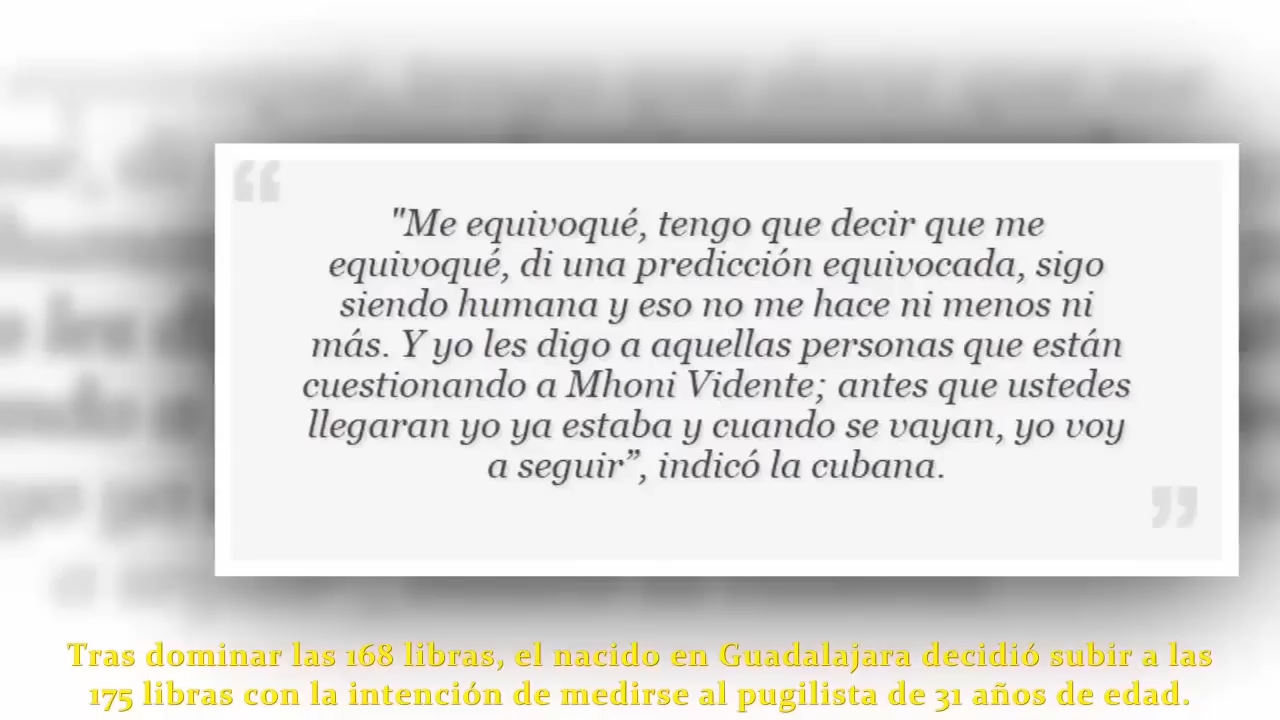 "Me equivoqué, tengo que decir que me
equivoqué, di una predicción equivocada, sigo
siendo humana y eso no me hace ni menos ni
más. Y yo les digo a aquellas personas que están
cuestionando a Mhoni Vidente; antes que ustedes
llegaran yo ya estaba y cuando se vayan, yo voy
a seguir”, indicó la cubana.
Tras dominar las 168 libras, el nacido en Guadalajara decidió subir a las
175 libras con la intención de medirse al pugilista de 31 años de edad.